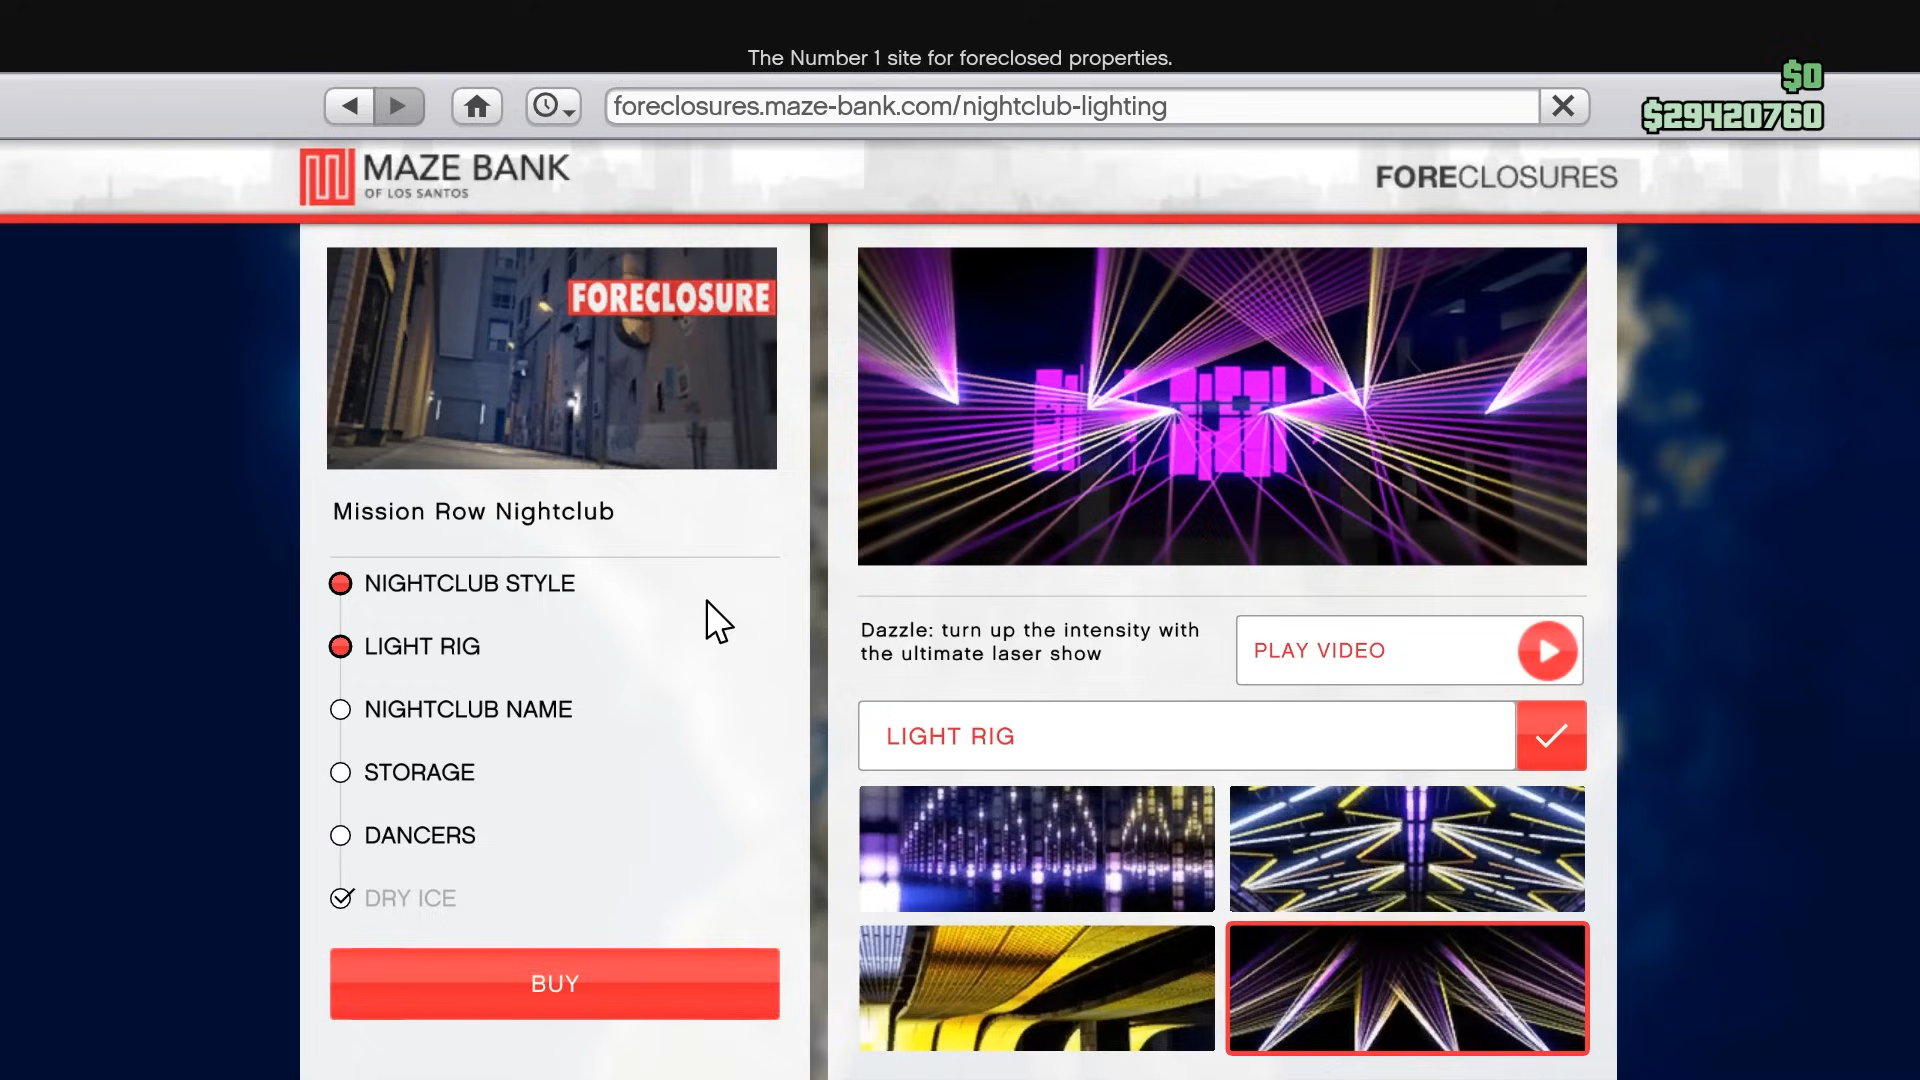 The Number 1 site for foreclosed properties.
$0
foreclosures.maze-bank.com/nightclub-lighting
$29420760
MAZE BANK
OF LOS SANTOS
FORECLOSURES
FORECLOSURE
Mission Row Nightclub
NIGHTCLUB STYLE
LIGHT RIG
NIGHTCLUB NAME
STORAGE
DANCERS
DRY ICE
BUY
Dazzle: turn up the intensity with
the ultimate laser show
PLAY VIDEO
LIGHT RIG